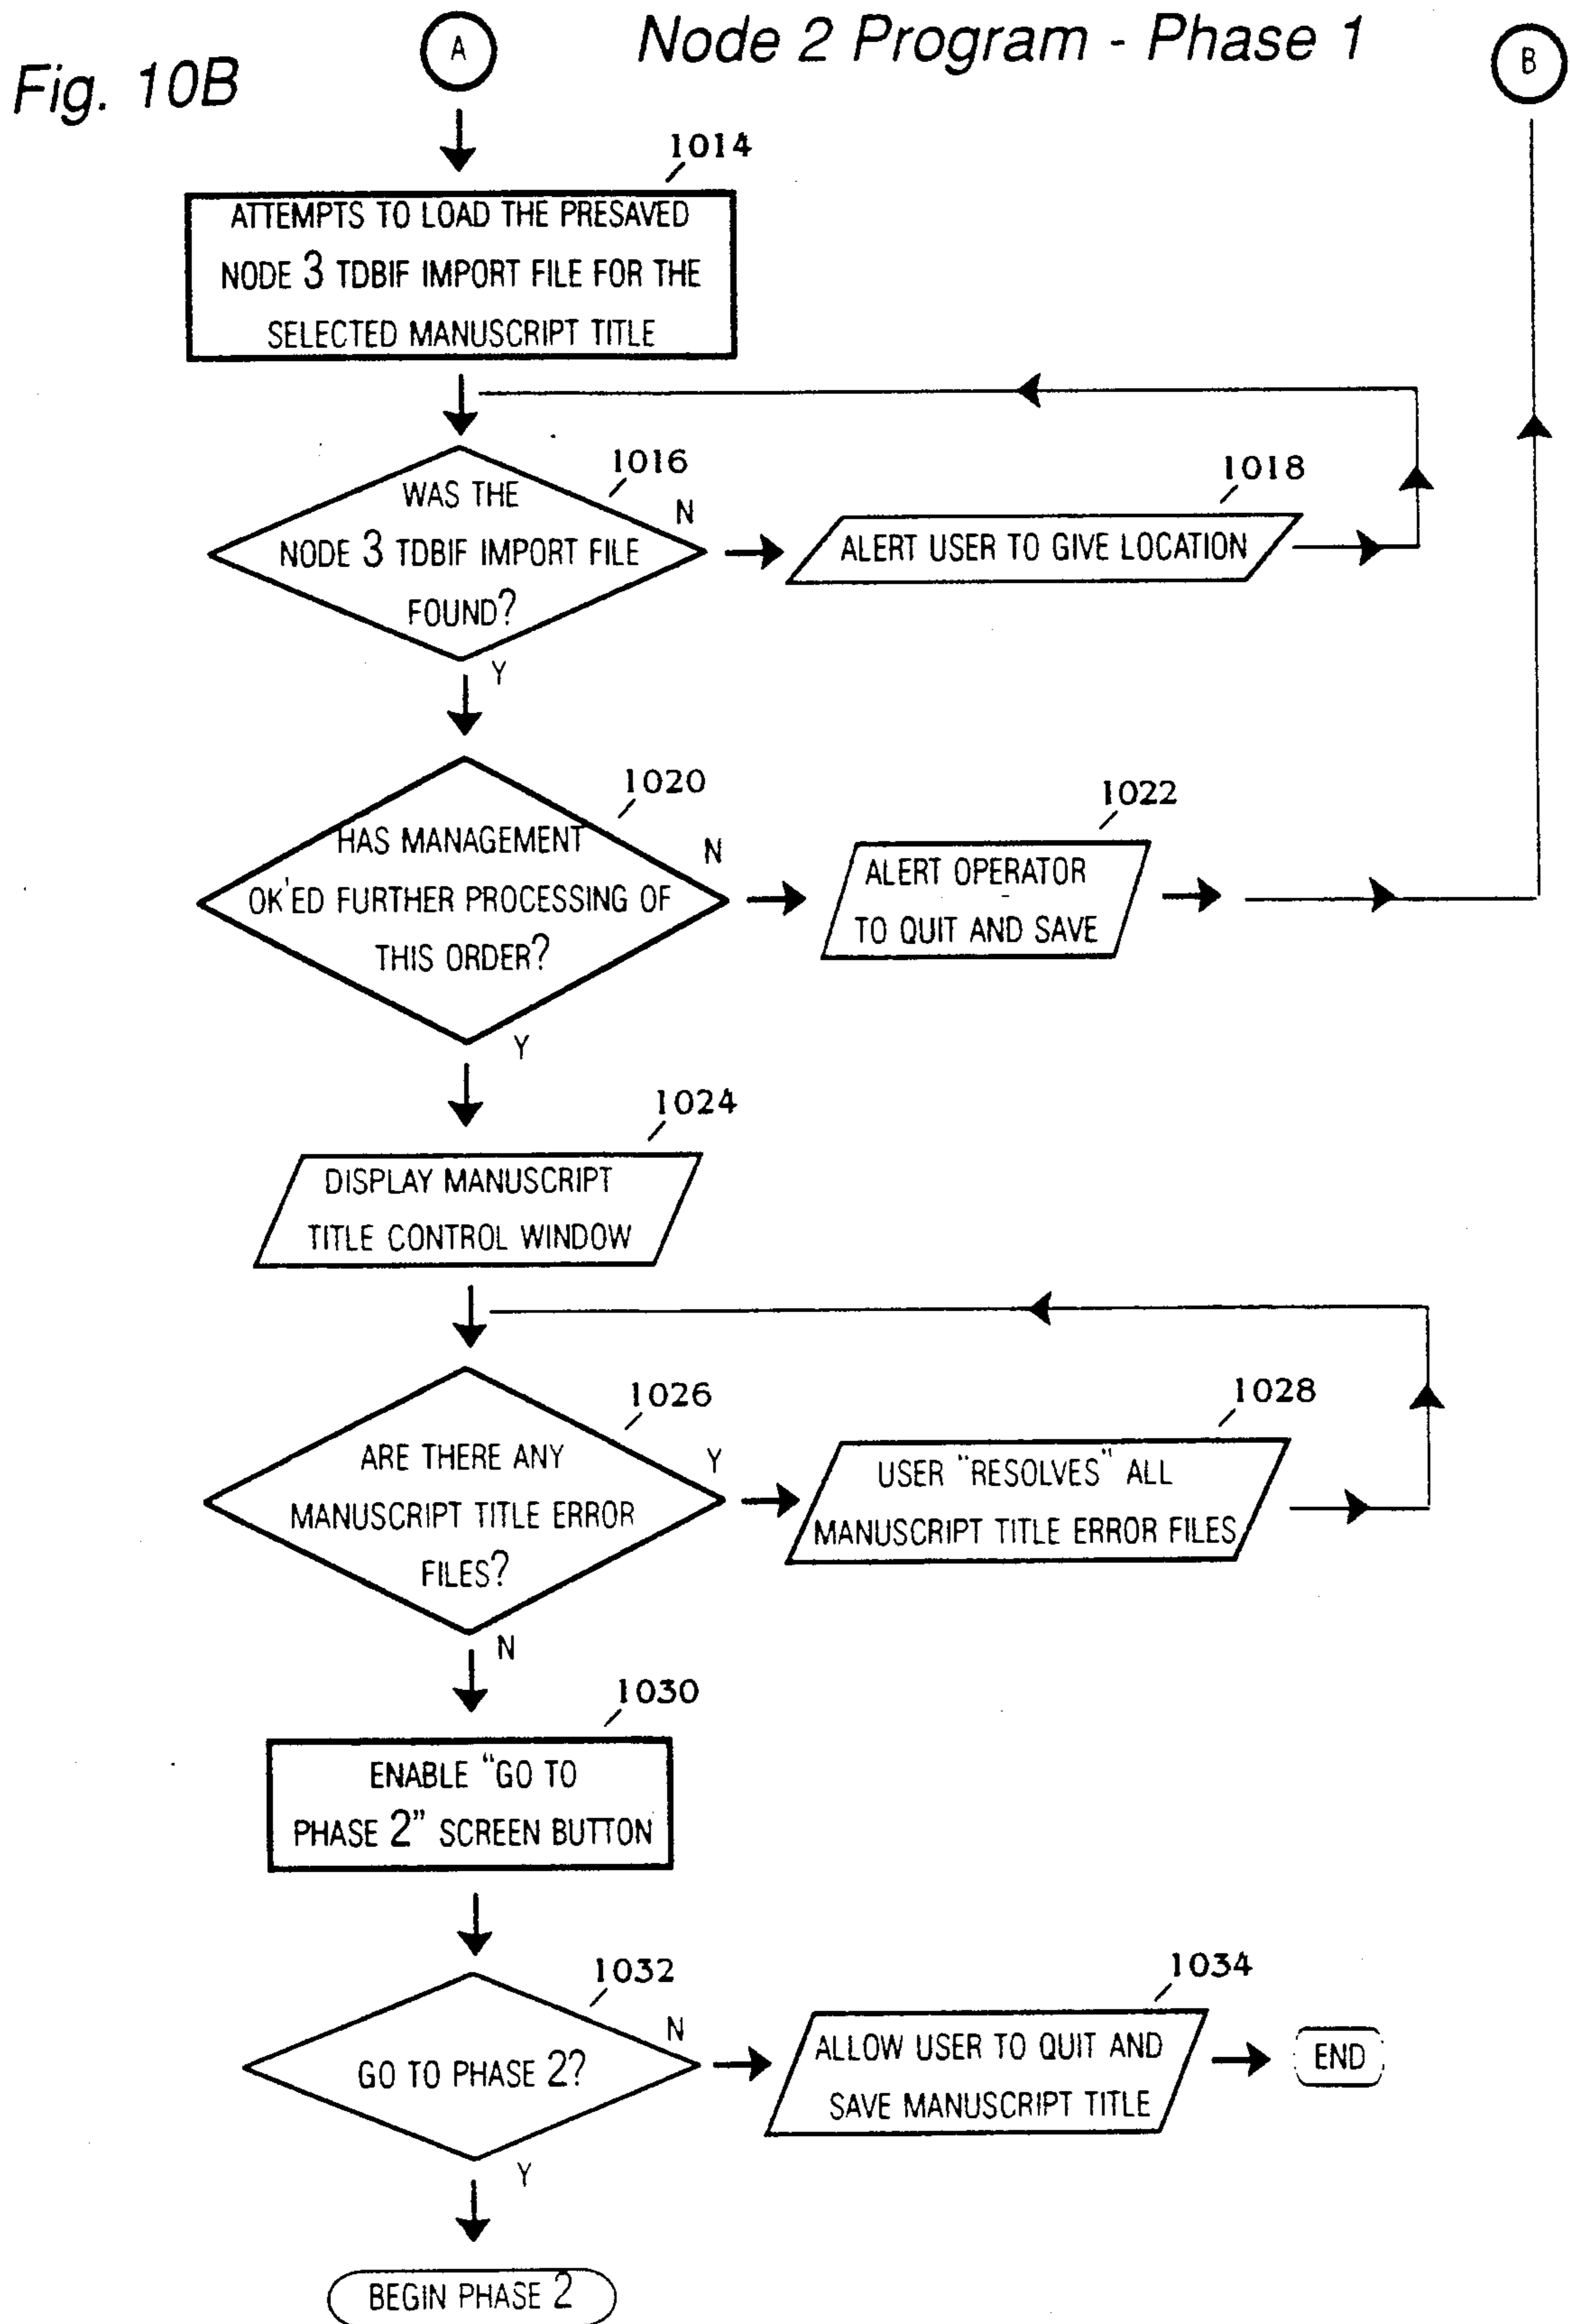 Fig. 10B
A
Node 2 Program - Phase 1
B
1014
ATTEMPTS TO LOAD THE PRESAVED
NODE 3 TDBIF IMPORT FILE FOR THE
SELECTED MANUSCRIPT TITLE
1016
WAS THE
NODE 3 TDBIF IMPORT FILE
FOUND?
N
1018
ALERT USER TO GIVE LOCATION
Y
1020
HAS MANAGEMENT
OK'ED FURTHER PROCESSING OF
THIS ORDER?
N
1022
ALERT OPERATOR
TO QUIT AND SAVE
Y
1024
DISPLAY MANUSCRIPT
TITLE CONTROL WINDOW
1026
ARE THERE ANY
MANUSCRIPT TITLE ERROR
FILES?
Y
1028
USER "RESOLVES" ALL
MANUSCRIPT TITLE ERROR FILES
N
1030
ENABLE "GO TO
PHASE 2" SCREEN BUTTON
1032
GO TO PHASE 2?
N
1034
ALLOW USER TO QUIT AND
SAVE MANUSCRIPT TITLE
END
Y
BEGIN PHASE 2